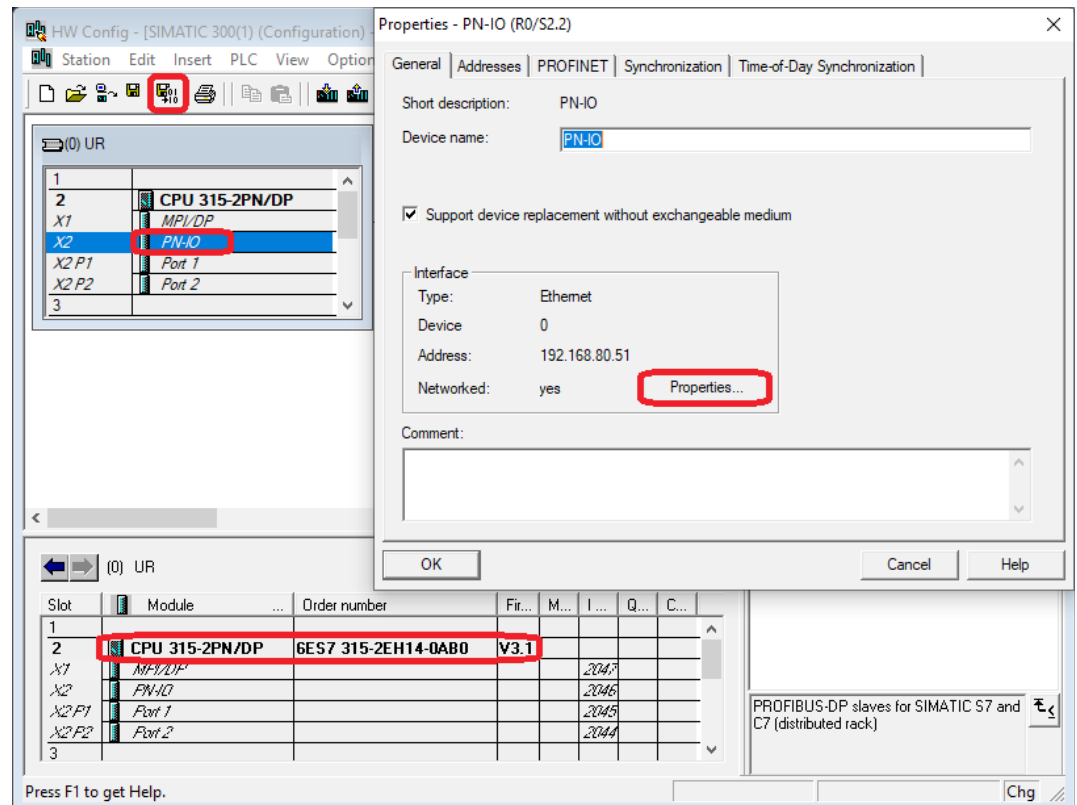 HW Config - [SIMATIC 300(1) (Configuration) -
Station Edit Insert PLC View Option
(0) UR
1
2 CPU 315-2PN/DP
X1 MPI/DP
X2 PN-IO
X2 P1 Port 1
X2 P2 Port 2
3
Properties - PN-IO (R0/S2.2)
General Addresses PROFINET Synchronization Time-of-Day Synchronization
Short description: PN-IO
Device name: PN-IO
Support device replacement without exchangeable medium
Interface
Type: Ethernet
Device 0
Address: 192.168.80.51
Networked: yes Properties...
Comment:
OK Cancel Help
(0) UR
Slot Module ... Order number Fir... M... I ... Q... C...
1
2 CPU 315-2PN/DP 6ES7 315-2EH14-0AB0 V3.1
X1 MPI/DP 2047
X2 PN-IO 2046
X2 P1 Port 1 2045
X2 P2 Port 2 2044
3
PROFIBUS-DP slaves for SIMATIC S7 and
C7 (distributed rack)
Press F1 to get Help. Chg